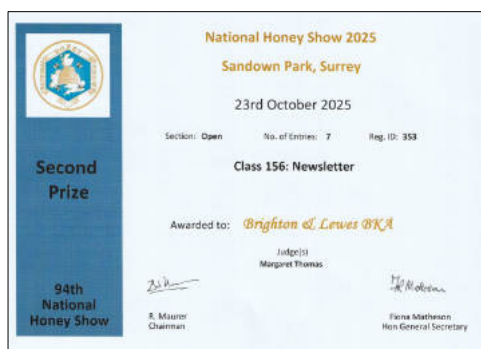 National Honey Show 2025
Sandown Park, Surrey
23rd October 2025
Section: Open No. of Entries: 7 Reg. ID: 353
Class 156: Newsletter
Second
Prize
Awarded to: Brighton & Lewes BKA
Judge(s)
Margaret Thomas
94th
National
Honey Show
R. Maurer
Chairman
Fiona Matheson
Hon General Secretary